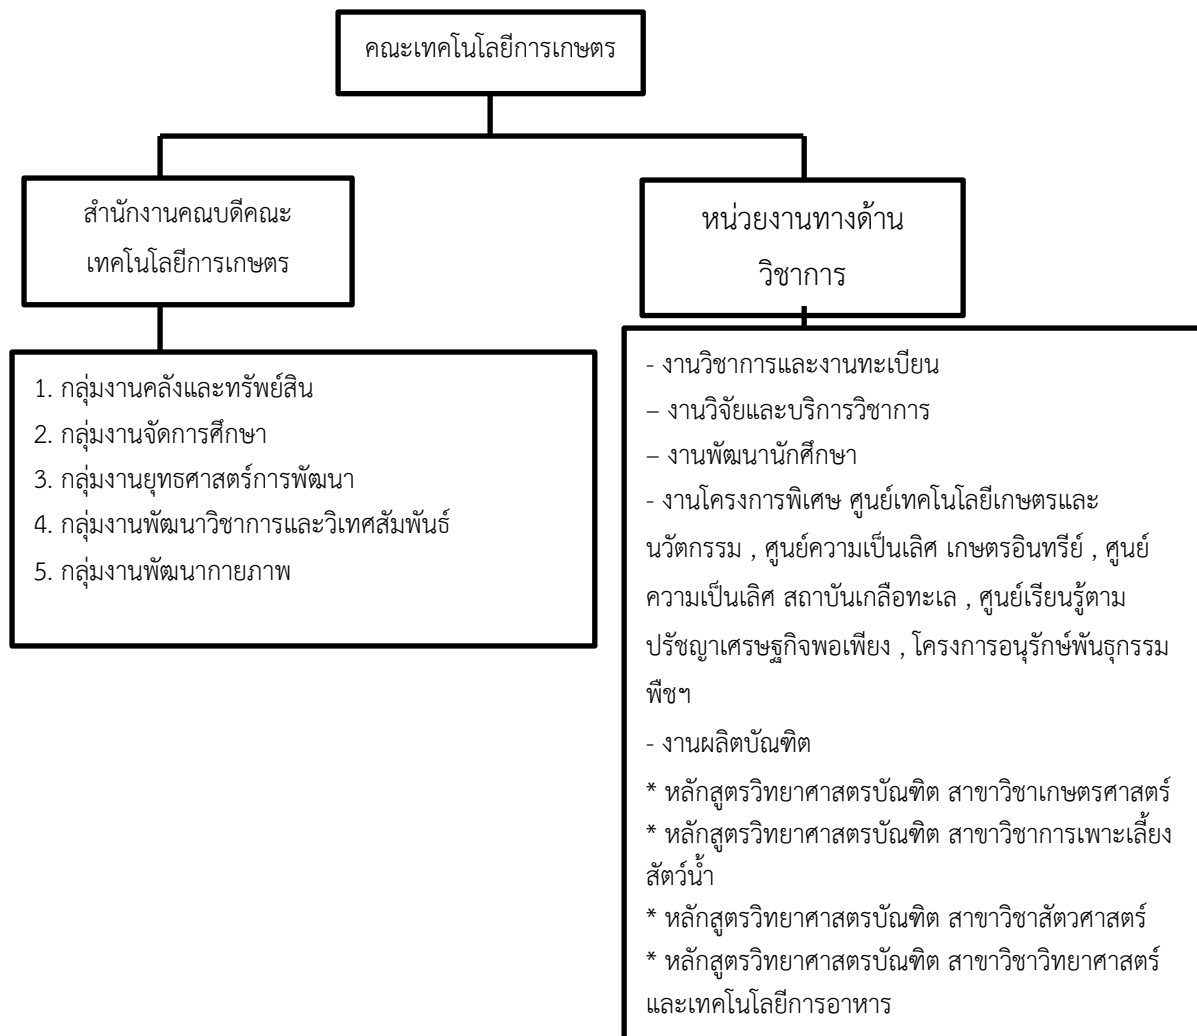 คณะเทคโนโลยีการเกษตร
สำนักงานคณบดีคณะ
เทคโนโลยีการเกษตร
หน่วยงานทางด้าน
วิชาการ
1. กลุ่มงานคลังและทรัพย์สิน
2. กลุ่มงานจัดการศึกษา
3. กลุ่มงานยุทธศาสตร์การพัฒนา
4. กลุ่มงานพัฒนาวิชาการและวิเทศสัมพันธ์
5. กลุ่มงานพัฒนากายภาพ
- งานวิชาการและงานทะเบียน
– งานวิจัยและบริการวิชาการ
– งานพัฒนานักศึกษา
- งานโครงการพิเศษ ศูนย์เทคโนโลยีเกษตรและ
นวัตกรรม , ศูนย์ความเป็นเลิศ เกษตรอินทรีย์ , ศูนย์
ความเป็นเลิศ สถาบันเกลือทะเล , ศูนย์เรียนรู้ตาม
ปรัชญาเศรษฐกิจพอเพียง , โครงการอนุรักษ์พันธุกรรม
พืชฯ
- งานผลิตบัณฑิต
* หลักสูตรวิทยาศาสตรบัณฑิต สาขาวิชาเกษตรศาสตร์
* หลักสูตรวิทยาศาสตรบัณฑิต สาขาวิชาการเพาะเลี้ยง
สัตว์น้ำ
* หลักสูตรวิทยาศาสตรบัณฑิต สาขาวิชาสัตวศาสตร์
* หลักสูตรวิทยาศาสตรบัณฑิต สาขาวิชาวิทยาศาสตร์
และเทคโนโลยีการอาหาร